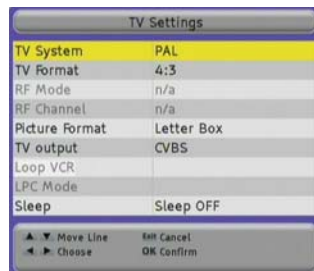 TV Settings
TV System PAL
TV Format 4:3
RF Mode n/a
RF Channel n/a
Picture Format Letter Box
TV output CVBS
Loop VCR
LPC Mode
Sleep Sleep OFF
▲ ▼ Move Line Exit Cancel
◄ ► Choose OK Confirm